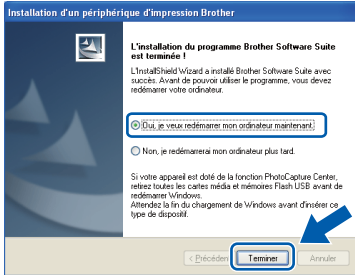 Installation d'un périphérique d'impression Brother
L'installation du programme Brother Software Suite
est terminée !
L'InstallShield Wizard a installé Brother Software Suite avec
succès. Avant de pouvoir utiliser le programme, vous devez
redémarrer votre ordinateur.
Oui, je veux redémarrer mon ordinateur maintenant.
Non, je redémarrerai mon ordinateur plus tard.
Si votre appareil est doté de la fonction PhotoCapture Center,
retirez toutes les cartes média et mémoires Flash USB avant de
redémarrer Windows.
Attendez la fin du chargement de Windows avant d'insérer ce
type de dispositif.
< Précéden
Terminer
Annuler